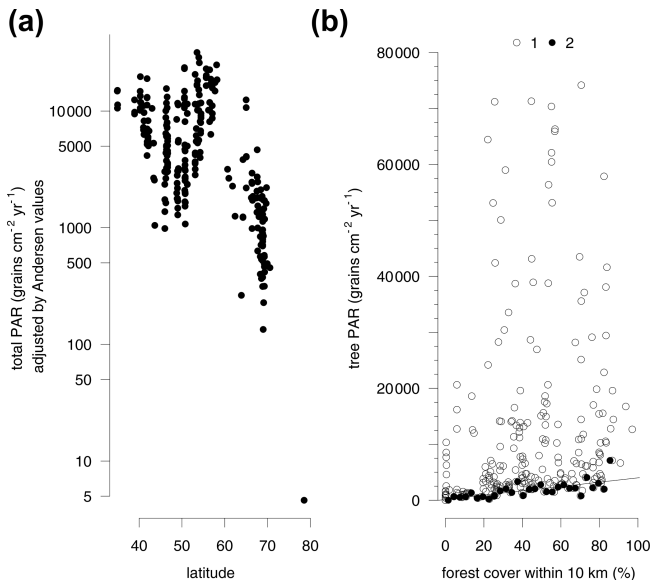 (a)
total PAR (grains cm⁻² yr⁻¹)
adjusted by Andersen values
10000
5000
1000
500
100
50
10
5
40 50 60 70 80
latitude
(b)
1 2
tree PAR (grains cm⁻² yr⁻¹)
80000
60000
40000
20000
0
0 20 40 60 80 100
forest cover within 10 km (%)